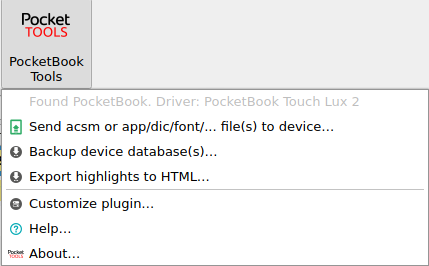 Pocket
TOOLS
PocketBook
Tools
Found PocketBook. Driver: PocketBook Touch Lux 2
Send acsm or app/dic/font/... file(s) to device...
Backup device database(s)...
Export highlights to HTML...
Customize plugin...
Help...
Pocket
TOOLS
About...